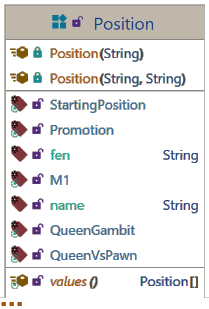 Position
Position(String)
Position(String, String)
StartingPosition
Promotion
fen String
M1
name String
QueenGambit
QueenVsPawn
values() Position[]